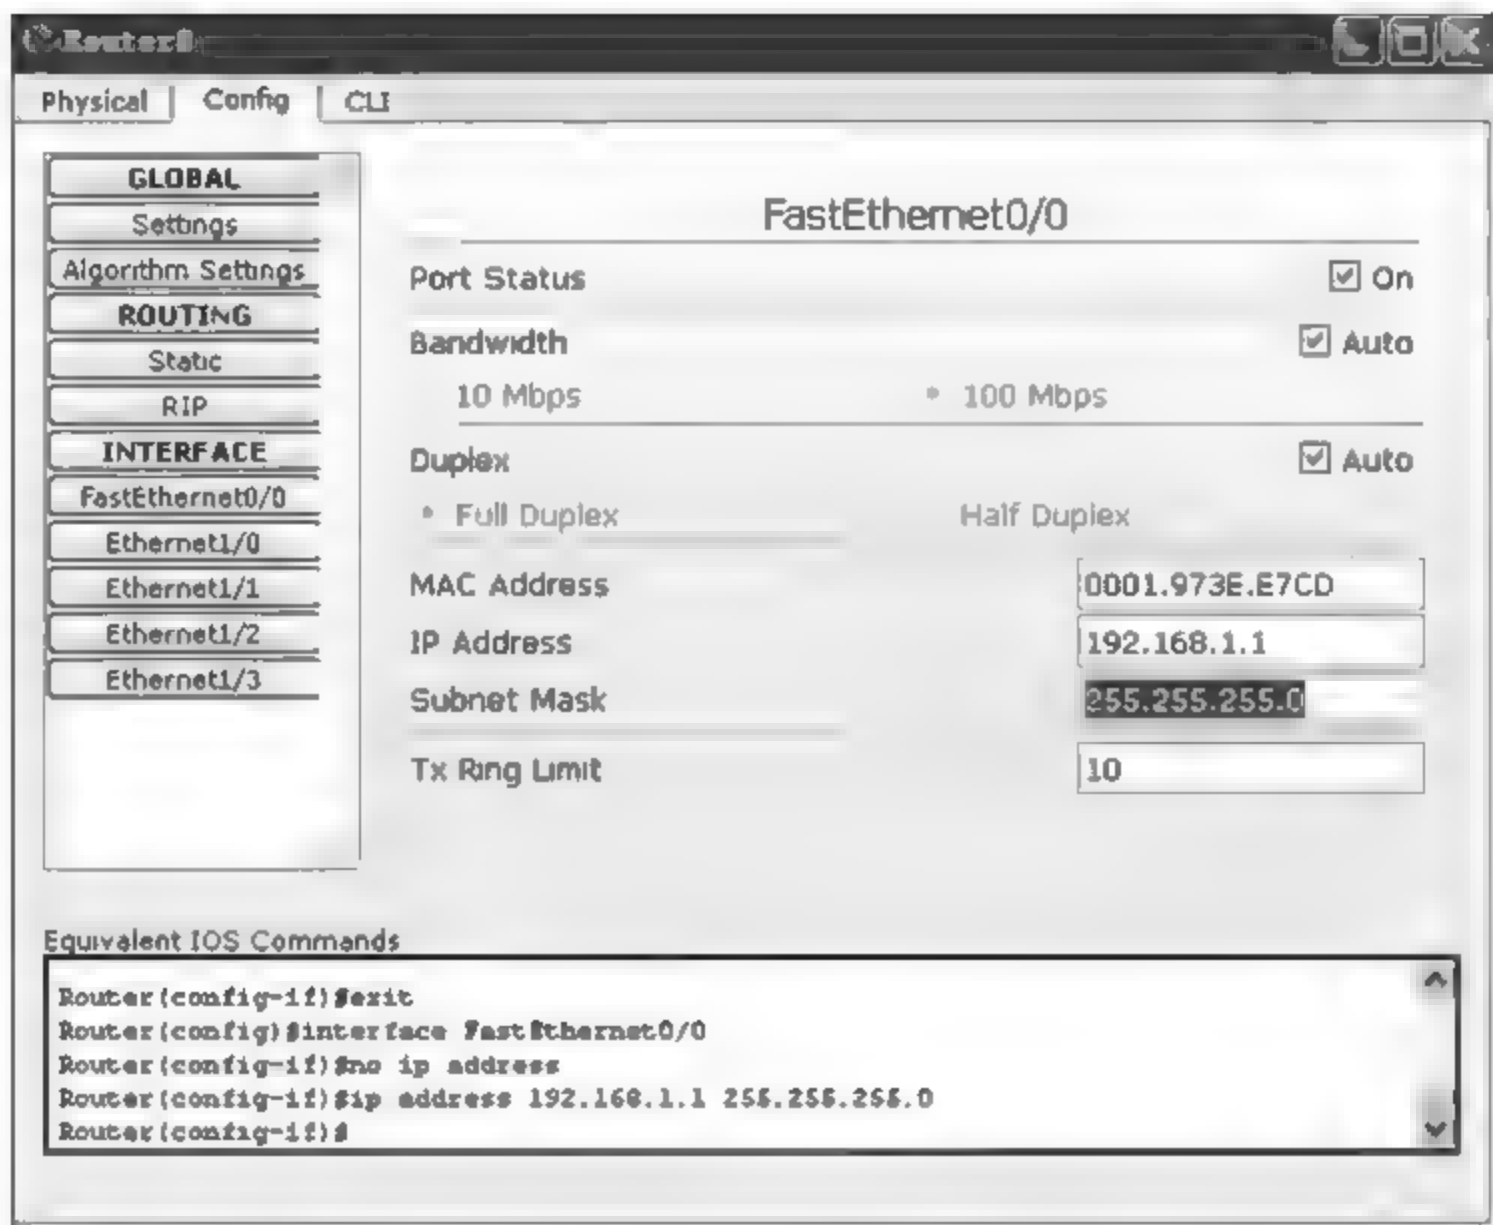 Router0
Physical Config CLI
GLOBAL
Settings
Algorithm Settings
ROUTING
Static
RIP
INTERFACE
FastEthernet0/0
Ethernet1/0
Ethernet1/1
Ethernet1/2
Ethernet1/3
FastEthernet0/0
Port Status On
Bandwidth Auto
10 Mbps 100 Mbps
Duplex Auto
Full Duplex Half Duplex
MAC Address 0001.973E.E7CD
IP Address 192.168.1.1
Subnet Mask 255.255.255.0
Tx Ring Limit 10
Equivalent IOS Commands
Router(config-if)#exit
Router(config)#interface FastEthernet0/0
Router(config-if)#no ip address
Router(config-if)#ip address 192.168.1.1 255.255.255.0
Router(config-if)#